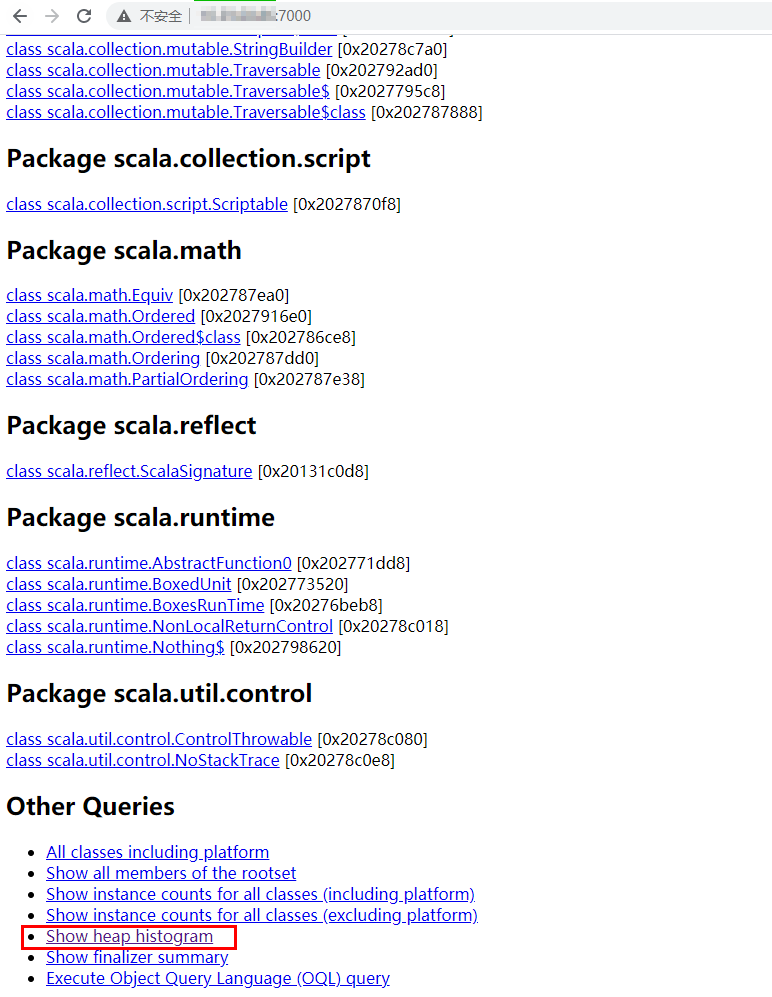 不安全
:7000
class scala.collection.mutable.StringBuilder [0x20278c7a0]
class scala.collection.mutable.Traversable [0x202792ad0]
class scala.collection.mutable.Traversable$ [0x2027795c8]
class scala.collection.mutable.Traversable$class [0x202787888]
Package scala.collection.script
class scala.collection.script.Scriptable [0x2027870f8]
Package scala.math
class scala.math.Equiv [0x202787ea0]
class scala.math.Ordered [0x2027916e0]
class scala.math.Ordered$class [0x202786ce8]
class scala.math.Ordering [0x202787dd0]
class scala.math.PartialOrdering [0x202787e38]
Package scala.reflect
class scala.reflect.ScalaSignature [0x20131c0d8]
Package scala.runtime
class scala.runtime.AbstractFunction0 [0x202771dd8]
class scala.runtime.BoxedUnit [0x202773520]
class scala.runtime.BoxesRunTime [0x20276beb8]
class scala.runtime.NonLocalReturnControl [0x20278c018]
class scala.runtime.Nothing$ [0x202798620]
Package scala.util.control
class scala.util.control.ControlThrowable [0x20278c080]
class scala.util.control.NoStackTrace [0x20278c0e8]
Other Queries
All classes including platform
Show all members of the rootset
Show instance counts for all classes (including platform)
Show instance counts for all classes (excluding platform)
Show heap histogram
Show finalizer summary
Execute Object Query Language (OQL) query